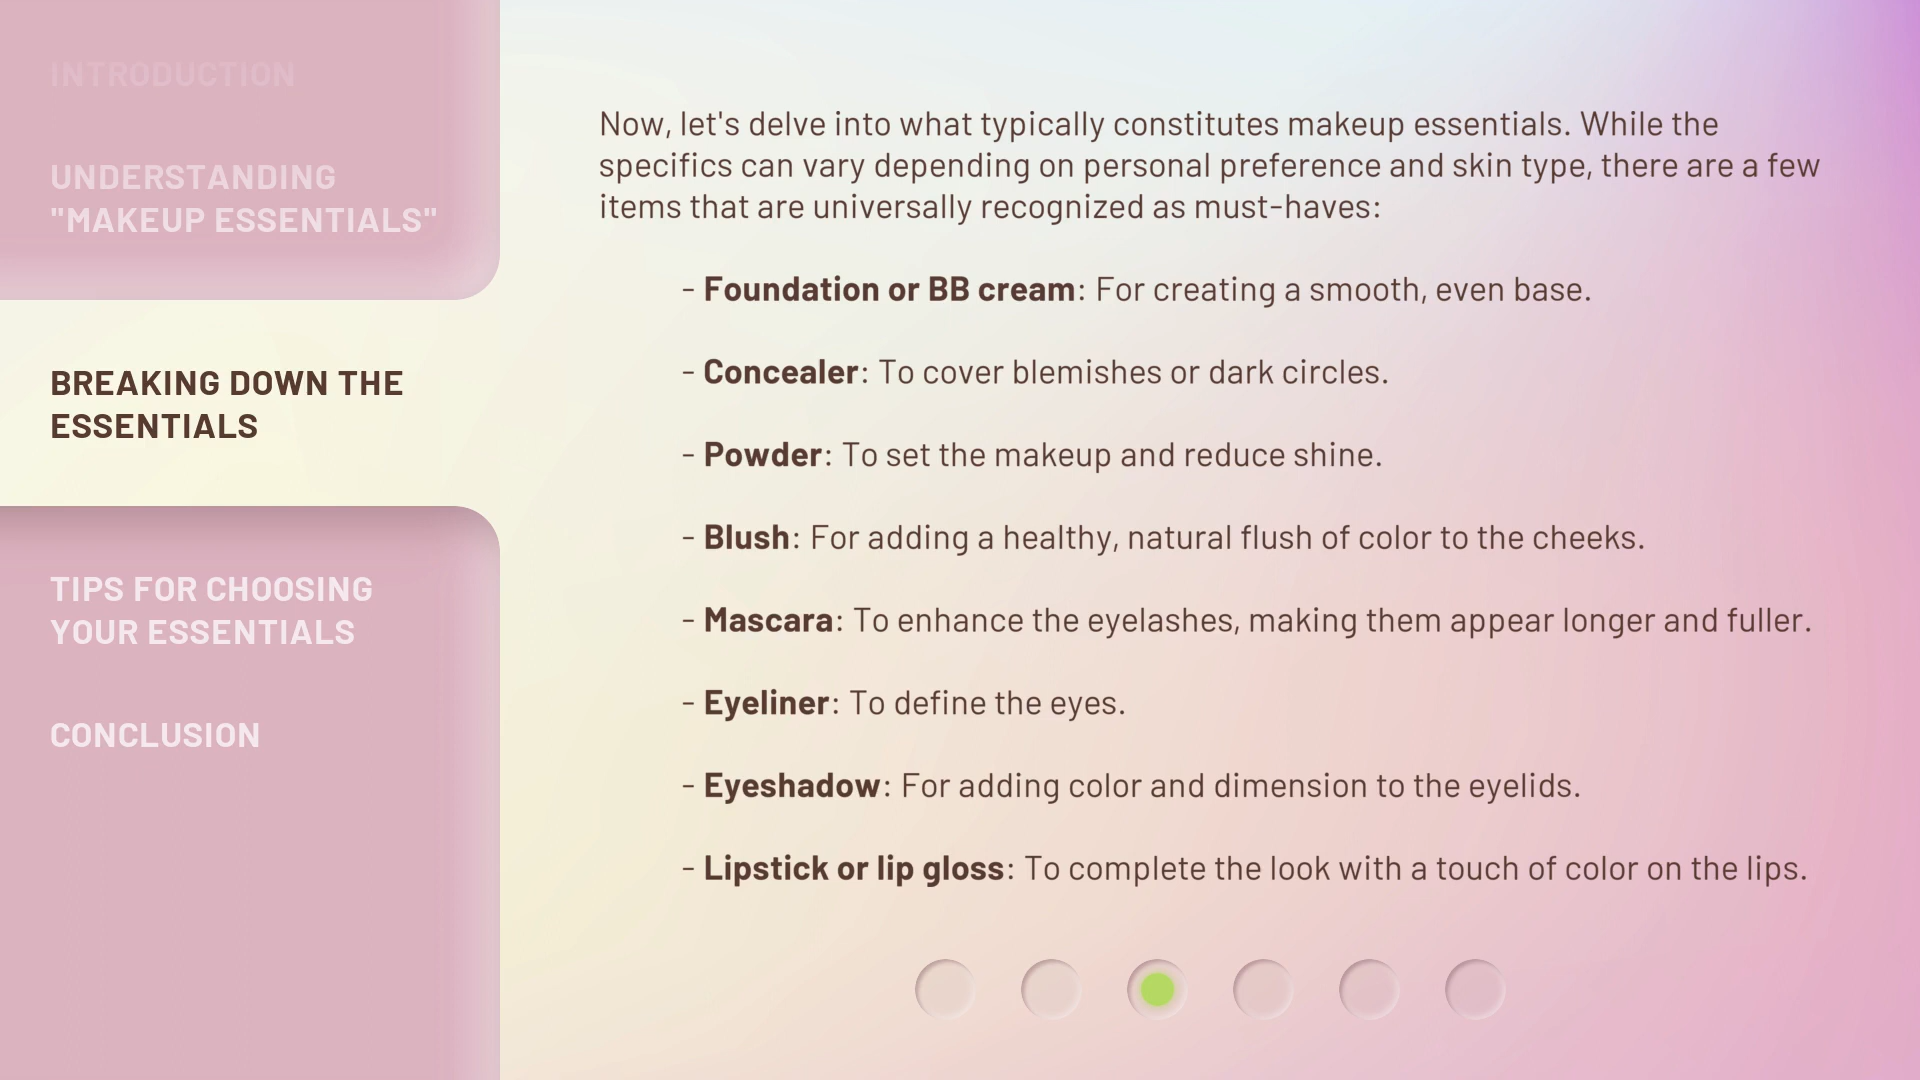 INTRODUCTION
UNDERSTANDING
"MAKEUP ESSENTIALS"
BREAKING DOWN THE
ESSENTIALS
TIPS FOR CHOOSING
YOUR ESSENTIALS
CONCLUSION
Now, let's delve into what typically constitutes makeup essentials. While the
specifics can vary depending on personal preference and skin type, there are a few
items that are universally recognized as must-haves:
- Foundation or BB cream: For creating a smooth, even base.
- Concealer: To cover blemishes or dark circles.
- Powder: To set the makeup and reduce shine.
- Blush: For adding a healthy, natural flush of color to the cheeks.
- Mascara: To enhance the eyelashes, making them appear longer and fuller.
- Eyeliner: To define the eyes.
- Eyeshadow: For adding color and dimension to the eyelids.
- Lipstick or lip gloss: To complete the look with a touch of color on the lips.